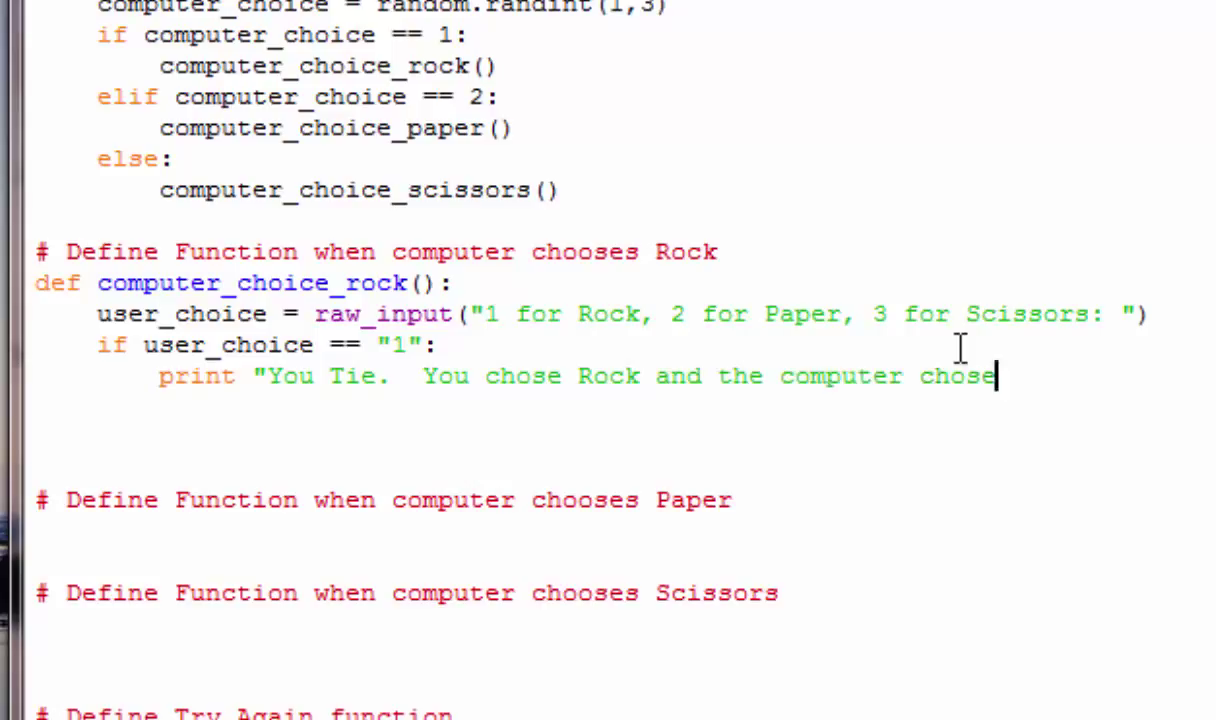 computer_choice = random.randint(1,3)
if computer_choice == 1:
computer_choice_rock()
elif computer_choice == 2:
computer_choice_paper()
else:
computer_choice_scissors()
# Define Function when computer chooses Rock
def computer_choice_rock():
user_choice = raw_input("1 for Rock, 2 for Paper, 3 for Scissors: ")
if user_choice == "1":
print "You Tie.  You chose Rock and the computer chose
# Define Function when computer chooses Paper
# Define Function when computer chooses Scissors
# Define Try Again function